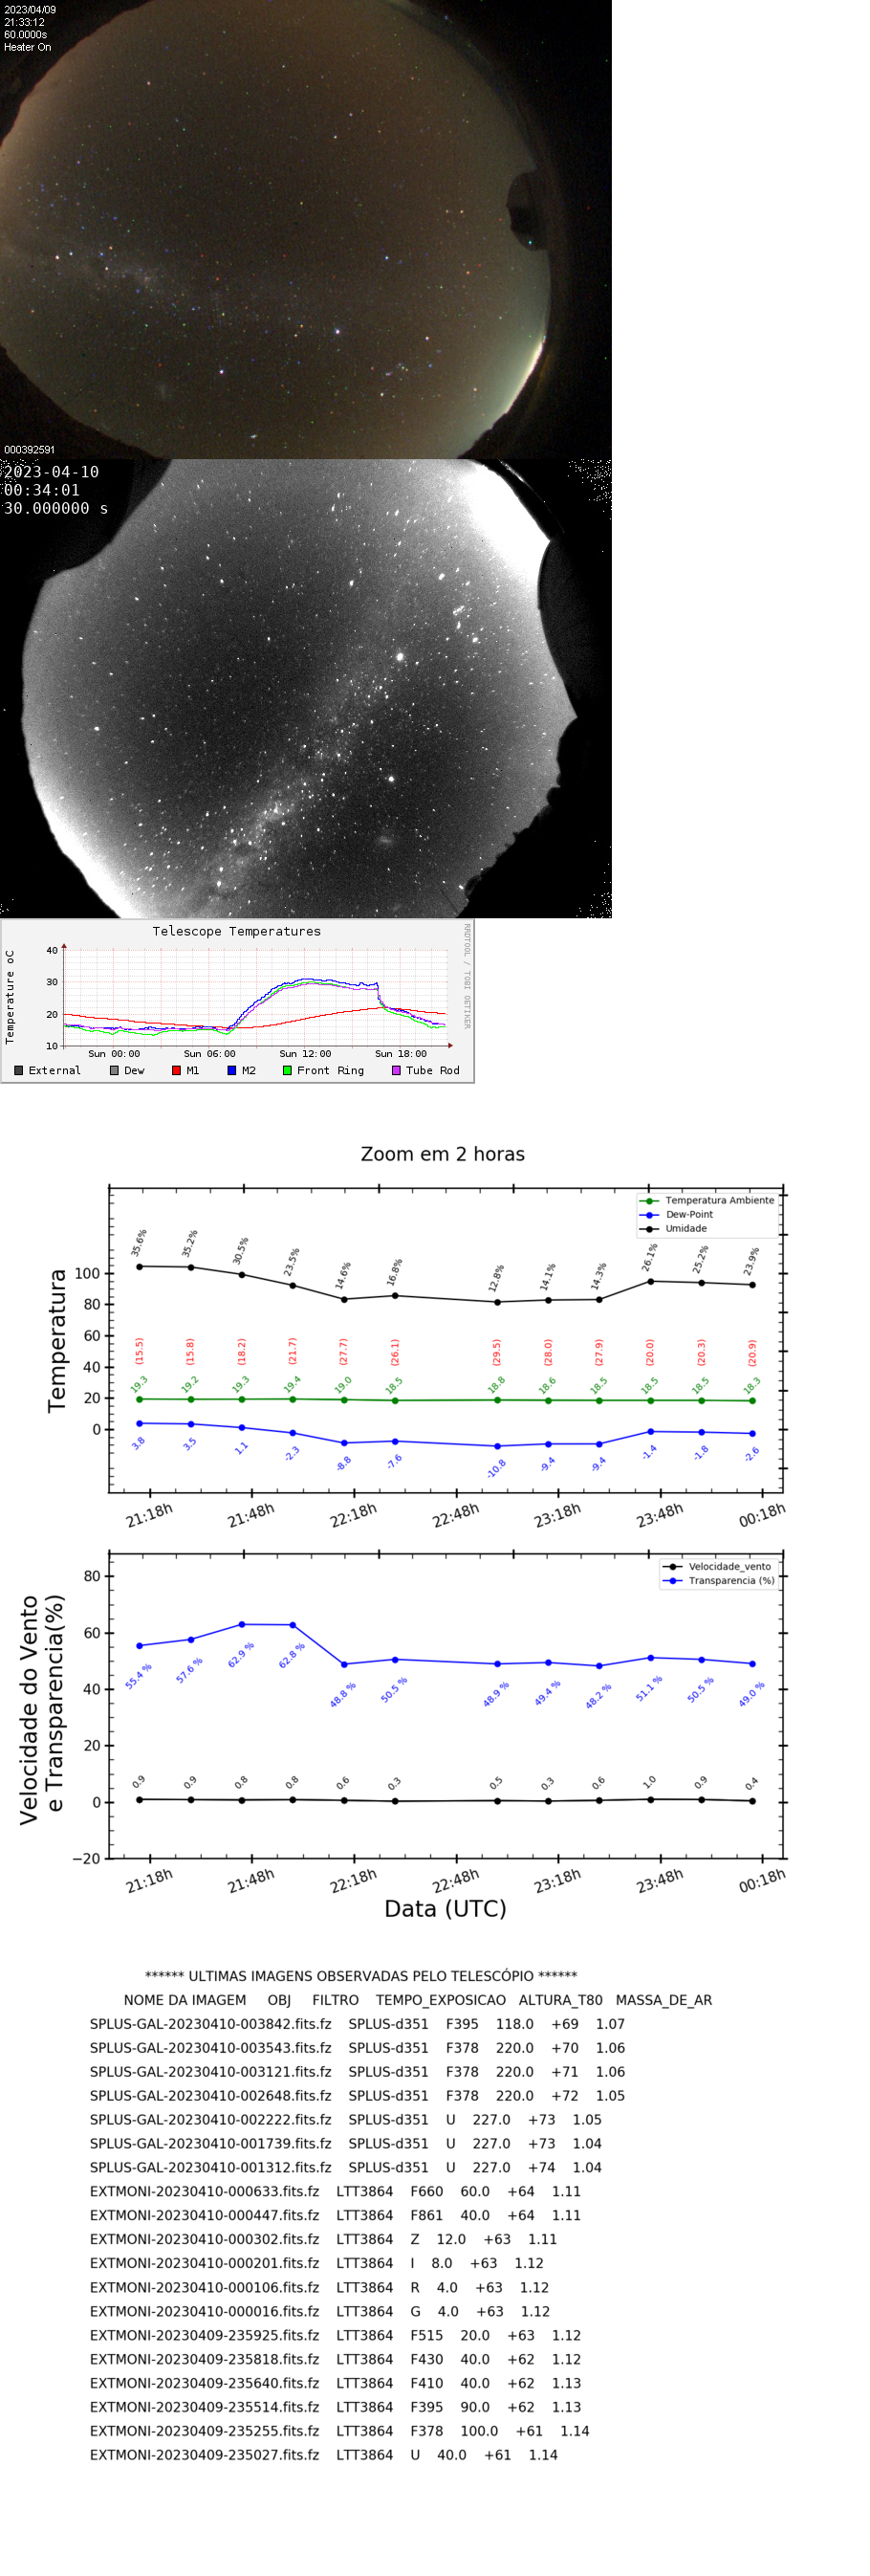 2023/04/09
21:33:12
60.0000s
Heater On
000392591
2023-04-10
00:34:01
30.000000 s
Telescope Temperatures
RRDTOOL / TOBI OETIKER
Temperature oC
40
30
20
10
Sun 00:00 Sun 06:00 Sun 12:00 Sun 18:00
External Dew M1 M2 Front Ring Tube Rod
Zoom em 2 horas
Temperatura Ambiente
Dew-Point
Umidade
Temperatura
100
80
60
40
20
0
35.6% 35.2% 30.5% 23.5% 14.6% 16.8% 12.8% 14.1% 14.3% 26.1% 25.2% 23.9%
(15.5) (15.8) (18.2) (21.7) (27.7) (26.1) (29.5) (28.0) (27.9) (20.0) (20.3) (20.9)
19.3 19.2 19.3 19.4 19.0 18.5 18.8 18.6 18.5 18.5 18.5 18.3
3.8 3.5 1.1 -2.3 -8.8 -7.6 -10.8 -9.4 -9.4 -1.4 -1.8 -2.6
21:18h 21:48h 22:18h 22:48h 23:18h 23:48h 00:18h
Velocidade_vento
Transparencia (%)
Velocidade do Vento
e Transparencia(%)
80
60
40
20
0
−20
55.4 % 57.6 % 62.9 % 62.8 % 48.8 % 50.5 % 48.9 % 49.4 % 48.2 % 51.1 % 50.5 % 49.0 %
0.9 0.9 0.8 0.8 0.6 0.3 0.5 0.3 0.6 1.0 0.9 0.4
21:18h 21:48h 22:18h 22:48h 23:18h 23:48h 00:18h
Data (UTC)
****** ULTIMAS IMAGENS OBSERVADAS PELO TELESCÓPIO ******
NOME DA IMAGEM OBJ FILTRO TEMPO_EXPOSICAO ALTURA_T80 MASSA_DE_AR
SPLUS-GAL-20230410-003842.fits.fz SPLUS-d351 F395 118.0 +69 1.07
SPLUS-GAL-20230410-003543.fits.fz SPLUS-d351 F378 220.0 +70 1.06
SPLUS-GAL-20230410-003121.fits.fz SPLUS-d351 F378 220.0 +71 1.06
SPLUS-GAL-20230410-002648.fits.fz SPLUS-d351 F378 220.0 +72 1.05
SPLUS-GAL-20230410-002222.fits.fz SPLUS-d351 U 227.0 +73 1.05
SPLUS-GAL-20230410-001739.fits.fz SPLUS-d351 U 227.0 +73 1.04
SPLUS-GAL-20230410-001312.fits.fz SPLUS-d351 U 227.0 +74 1.04
EXTMONI-20230410-000633.fits.fz LTT3864 F660 60.0 +64 1.11
EXTMONI-20230410-000447.fits.fz LTT3864 F861 40.0 +64 1.11
EXTMONI-20230410-000302.fits.fz LTT3864 Z 12.0 +63 1.11
EXTMONI-20230410-000201.fits.fz LTT3864 I 8.0 +63 1.12
EXTMONI-20230410-000106.fits.fz LTT3864 R 4.0 +63 1.12
EXTMONI-20230410-000016.fits.fz LTT3864 G 4.0 +63 1.12
EXTMONI-20230409-235925.fits.fz LTT3864 F515 20.0 +63 1.12
EXTMONI-20230409-235818.fits.fz LTT3864 F430 40.0 +62 1.12
EXTMONI-20230409-235640.fits.fz LTT3864 F410 40.0 +62 1.13
EXTMONI-20230409-235514.fits.fz LTT3864 F395 90.0 +62 1.13
EXTMONI-20230409-235255.fits.fz LTT3864 F378 100.0 +61 1.14
EXTMONI-20230409-235027.fits.fz LTT3864 U 40.0 +61 1.14